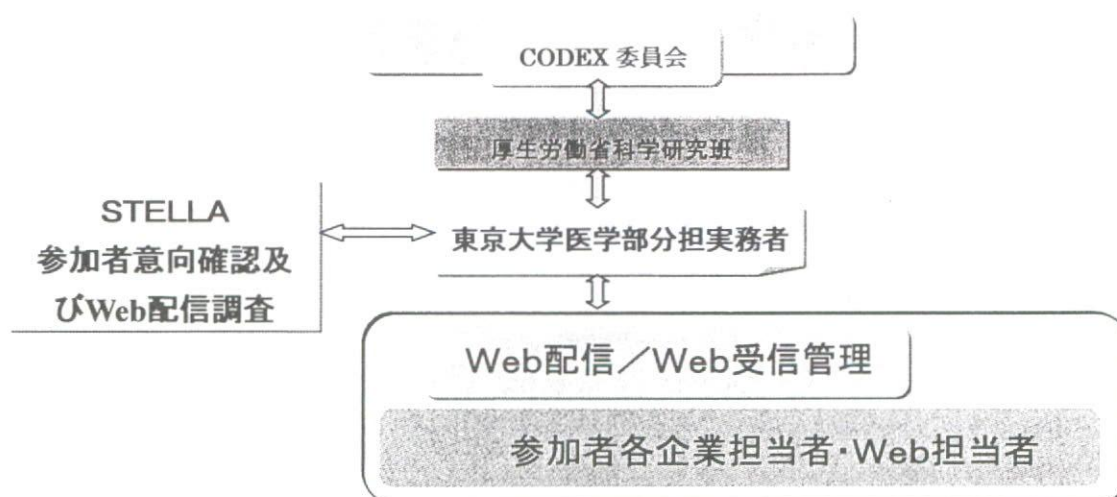 CODEX 委員会
厚生労働省科学研究班
STELLA
参加者意向確認及
びWeb配信調査
東京大学医学部分担実務者
Web配信／Web受信管理
参加者各企業担当者・Web担当者